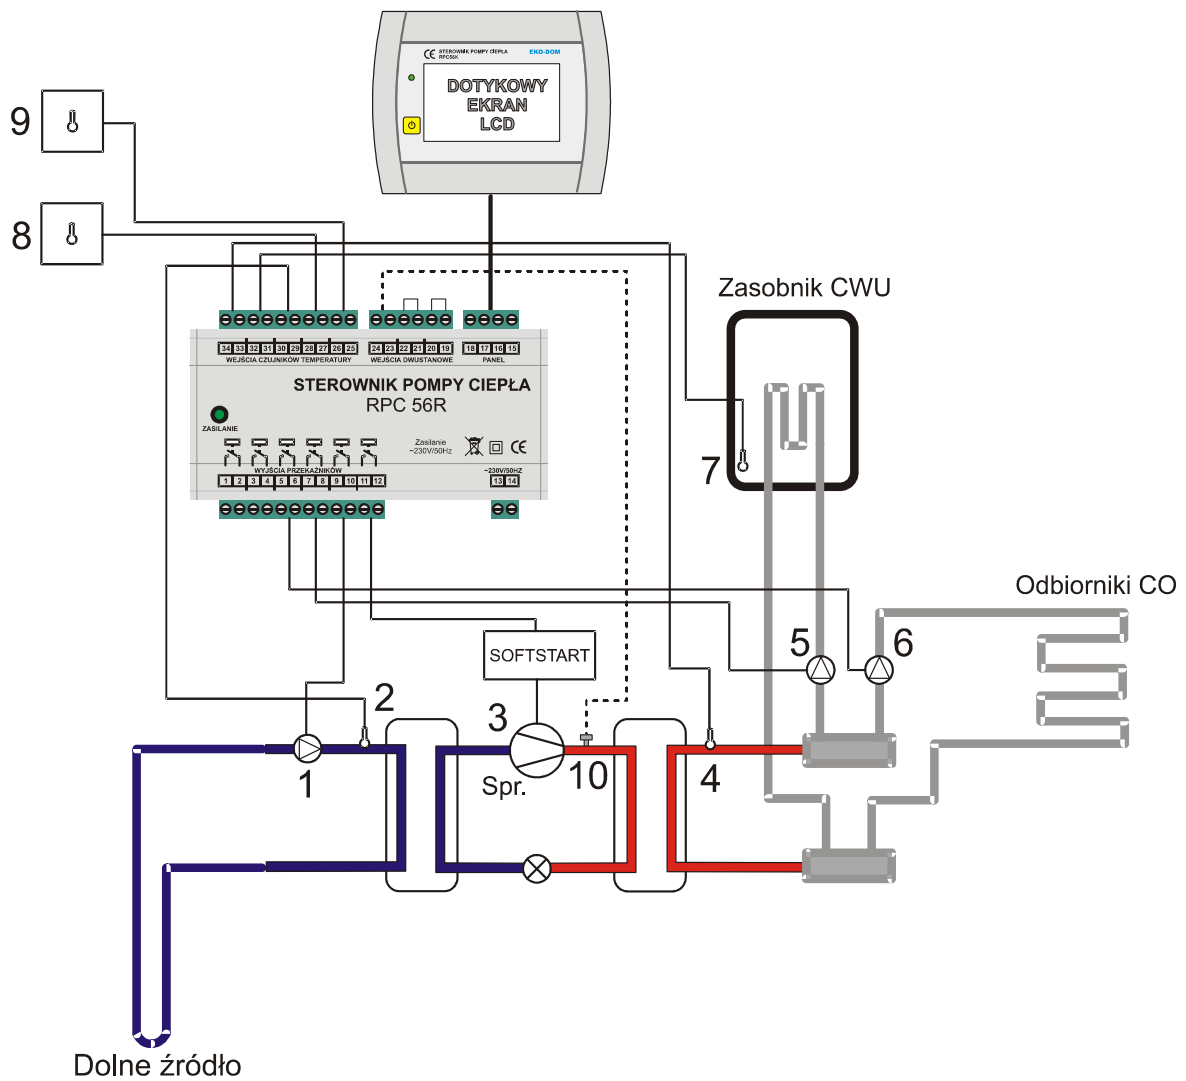 CE STEROWNIK POMPY CIEPŁA EKO-DOM
RPC56K
DOTYKOWY
EKRAN
LCD
9
8
Zasobnik CWU
34 33 32 31 30 29 28 27 26 25
24 23 22 21 20 19
18 17 16 15
WEJŚCIA CZUJNIKÓW TEMPERATURY
WEJŚCIA DWUSTANOWE
PANEL
STEROWNIK POMPY CIEPŁA
RPC 56R
ZASILANIE
Zasilanie
~230V/50Hz
CE
WYJŚCIA PRZEKAŹNIKÓW
~230V/50HZ
1 2 3 4 5 6 7 8 9 10 11 12
13 14
7
Odbiorniki CO
SOFTSTART
5
6
2
3
1
Spr.
10
4
Dolne źródło